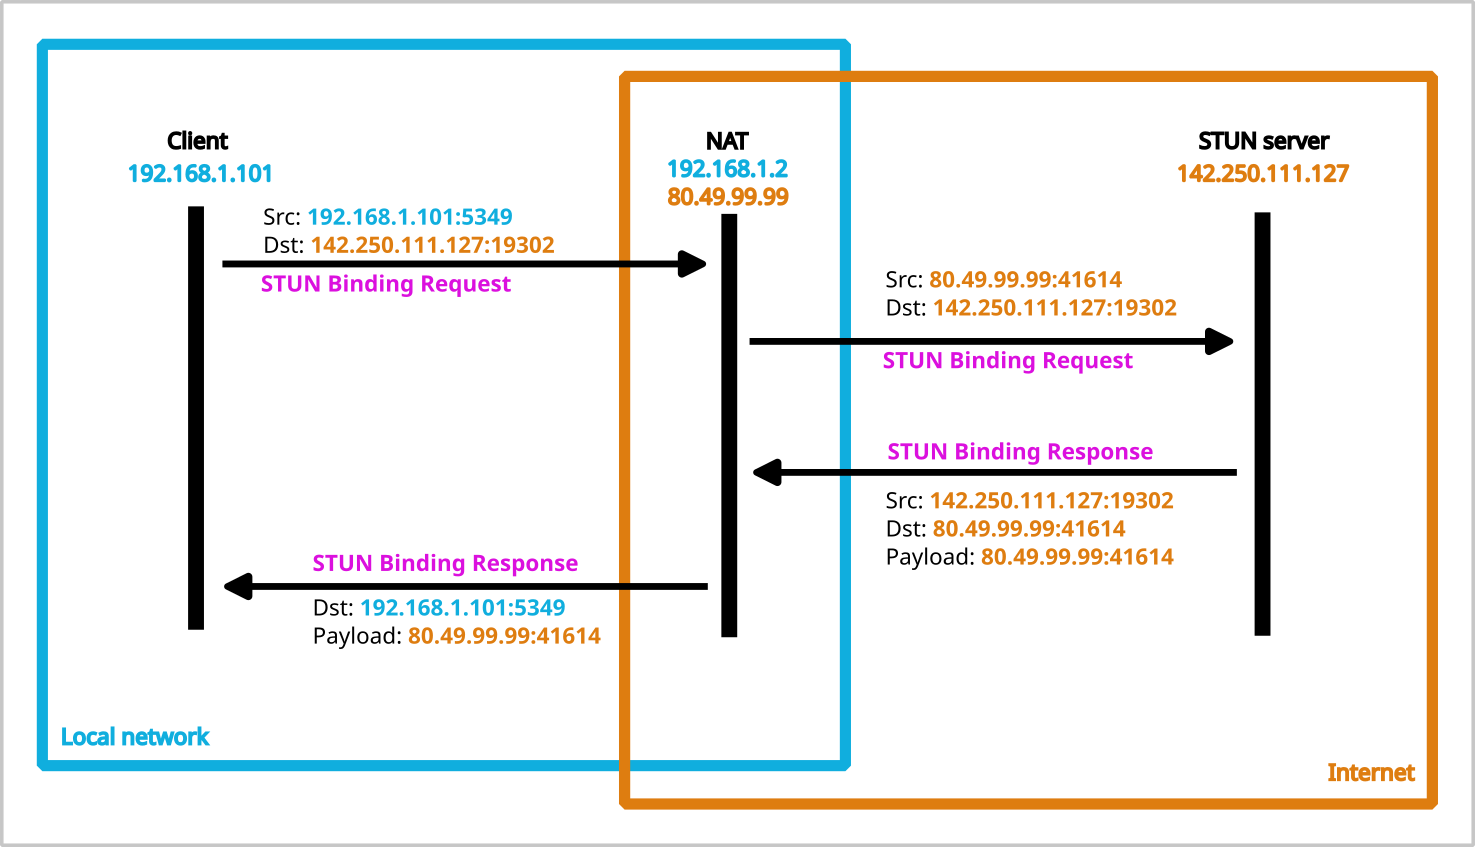 Client
192.168.1.101
NAT
192.168.1.2
80.49.99.99
STUN server
142.250.111.127
Src: 192.168.1.101:5349
Dst: 142.250.111.127:19302
STUN Binding Request
Src: 80.49.99.99:41614
Dst: 142.250.111.127:19302
STUN Binding Request
STUN Binding Response
Src: 142.250.111.127:19302
Dst: 80.49.99.99:41614
Payload: 80.49.99.99:41614
STUN Binding Response
Dst: 192.168.1.101:5349
Payload: 80.49.99.99:41614
Local network
Internet